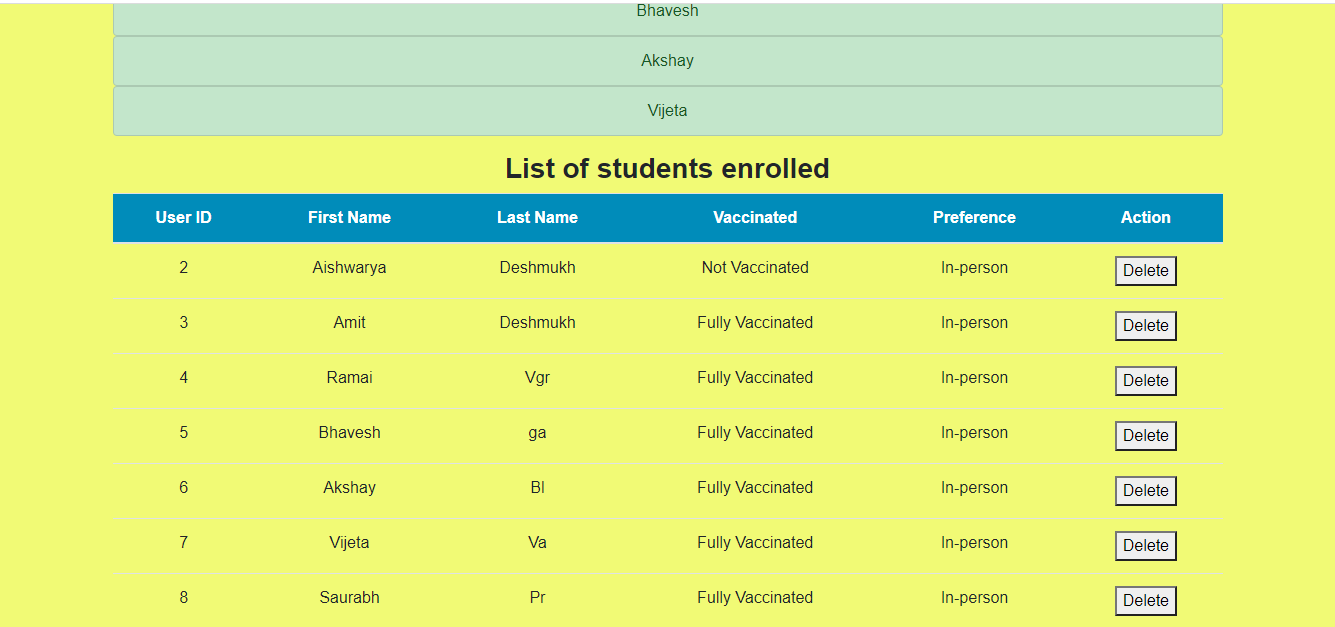 Bhavesh
Akshay
Vijeta
List of students enrolled
User ID First Name Last Name Vaccinated Preference Action
2 Aishwarya Deshmukh Not Vaccinated In-person Delete
3 Amit Deshmukh Fully Vaccinated In-person Delete
4 Ramai Vgr Fully Vaccinated In-person Delete
5 Bhavesh ga Fully Vaccinated In-person Delete
6 Akshay Bl Fully Vaccinated In-person Delete
7 Vijeta Va Fully Vaccinated In-person Delete
8 Saurabh Pr Fully Vaccinated In-person Delete